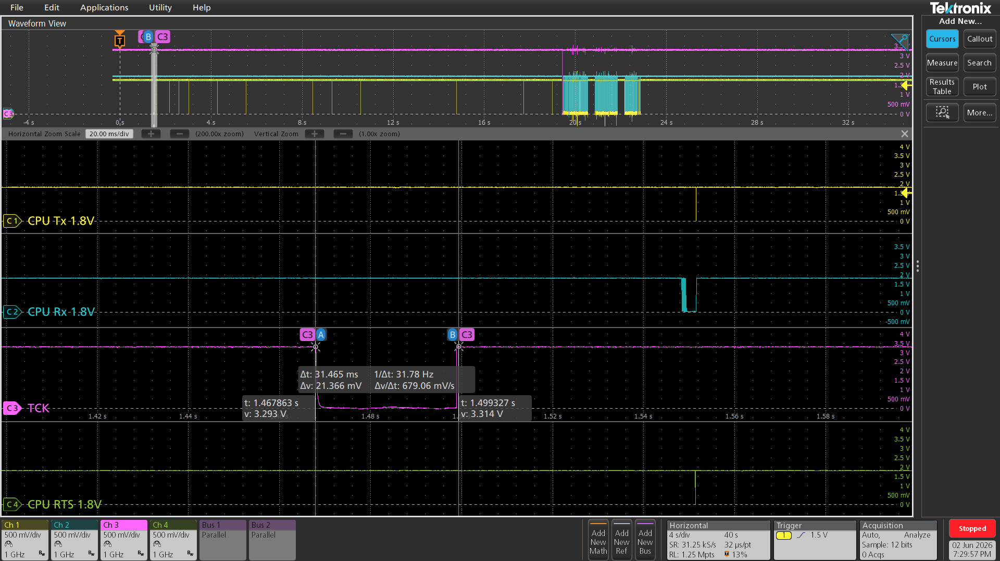 File Edit Applications Utility Help
Tektronix
Waveform View
Add New...
Cursors Callout
Measure Search
Results Table Plot
More...
T B C3
3 V
2.5 V
2 V
1 V
500 mV
0 V
C3
-4 s 0 s 4 s 8 s 12 s 16 s 20 s 24 s 28 s 32 s
Horizontal Zoom Scale 20.00 ms/div + − (200.00x zoom) Vertical Zoom + − (1.00x zoom)
4 V
3.5 V
3 V
2.5 V
2 V
1 V
500 mV
0 V
C 1 CPU Tx 1.8V
3.5 V
3 V
2.5 V
2 V
1.5 V
1 V
500 mV
0 V
-500 mV
C 2 CPU Rx 1.8V
C3 A B C3
4 V
3.5 V
3 V
2.5 V
2 V
1.5 V
1 V
500 mV
0 V
Δt: 31.465 ms 1/Δt: 31.78 Hz
Δv: 21.366 mV Δv/Δt: 679.06 mV/s
t: 1.467863 s
v: 3.293 V
t: 1.499327 s
v: 3.314 V
C 3 TCK
1.42 s 1.44 s 1.48 s 1.52 s 1.54 s 1.56 s 1.58 s
4 V
3.5 V
3 V
2.5 V
2 V
1.5 V
1 V
500 mV
0 V
C 4 CPU RTS 1.8V
Ch 1
500 mV/div
1 GHz Bw
Ch 2
500 mV/div
1 GHz Bw
Ch 3
500 mV/div
1 GHz Bw
Ch 4
500 mV/div
1 GHz Bw
Bus 1
Parallel
Bus 2
Parallel
Add New Math
Add New Ref
Add New Bus
Horizontal
4 s/div 40 s
SR: 31.25 kS/s 32 µs/pt
RL: 1.25 Mpts T 13%
Trigger
1 1.5 V
Acquisition
Auto, Analyze
Sample: 12 bits
0 Acqs
Stopped
02 Jun 2026
7:29:57 PM